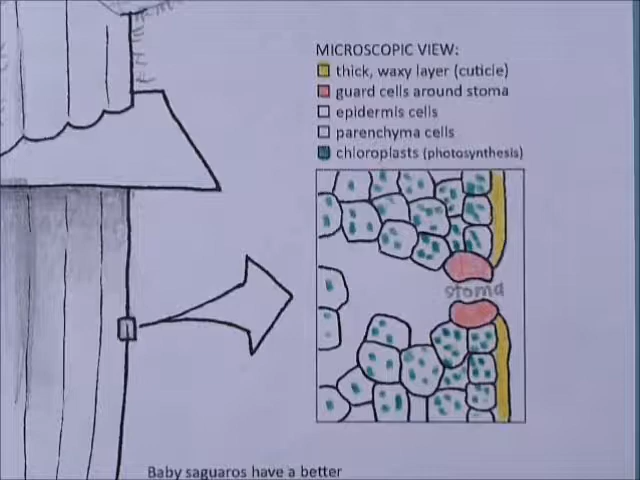 MICROSCOPIC VIEW:
thick, waxy layer (cuticle)
guard cells around stoma
epidermis cells
parenchyma cells
chloroplasts (photosynthesis)
stoma
Baby saguaros have a better